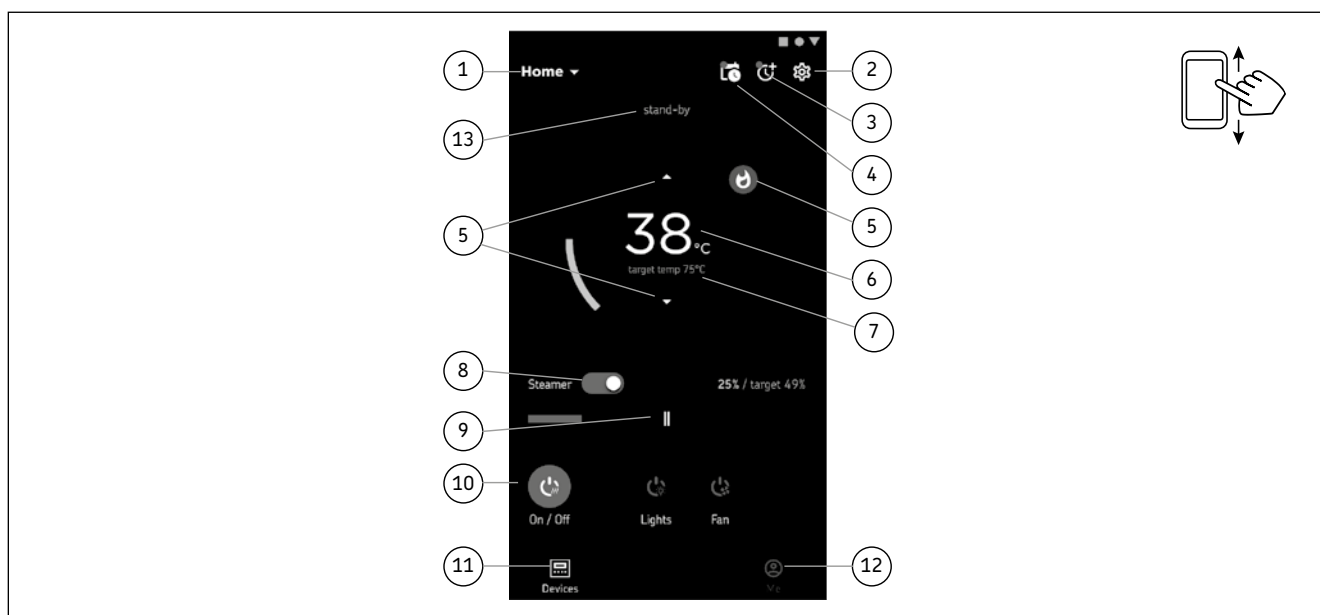 1
Home
2
3
stand-by
13
4
5
5
38°C
6
target temp 75°C
7
8
Steamer
25% / target 49%
9
10
On / Off
Lights
Fan
11
12
Devices
Me